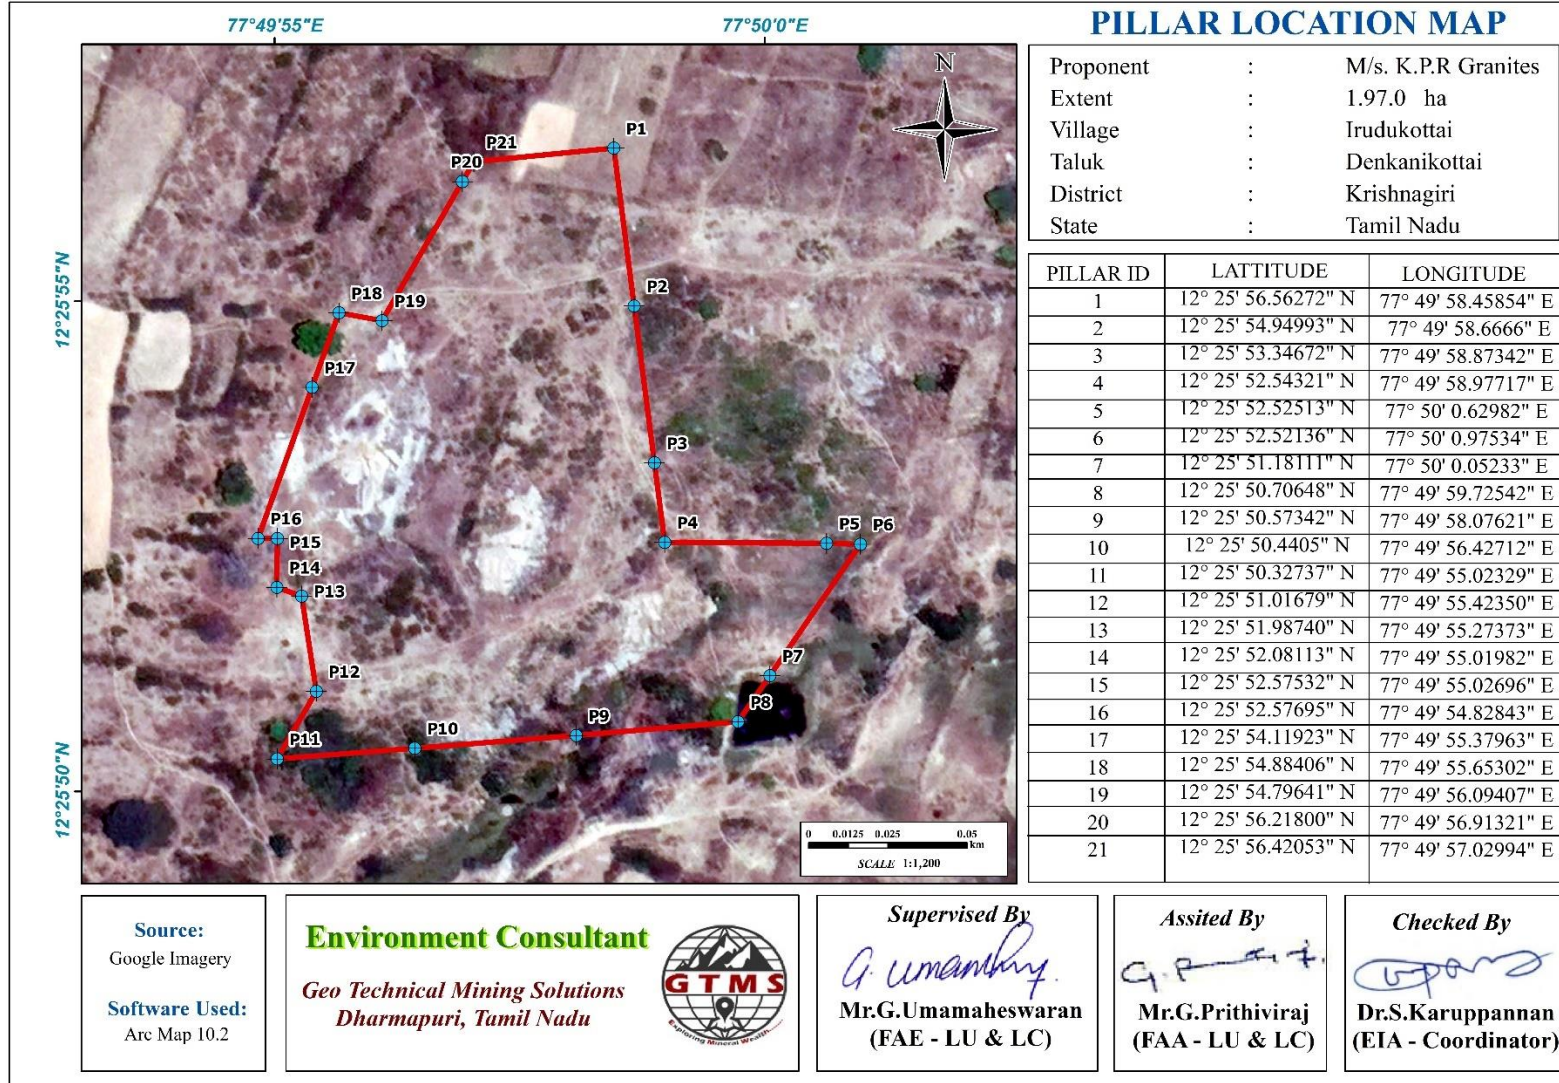 77°49'55"E
77°50'0"E
12°25'55"N
12°25'50"N
N
P1
P21
P20
P2
P18
P19
P17
P3
P16
P15
P4
P5
P6
P14
P13
P12
P7
P8
P9
P10
P11
0 0.0125 0.025 0.05
km
SCALE 1:1,200
PILLAR LOCATION MAP
Proponent : M/s. K.P.R Granites
Extent : 1.97.0 ha
Village : Irudukottai
Taluk : Denkanikottai
District : Krishnagiri
State : Tamil Nadu
PILLAR ID LATTITUDE LONGITUDE
1 12° 25' 56.56272" N 77° 49' 58.45854" E
2 12° 25' 54.94993" N 77° 49' 58.6666" E
3 12° 25' 53.34672" N 77° 49' 58.87342" E
4 12° 25' 52.54321" N 77° 49' 58.97717" E
5 12° 25' 52.52513" N 77° 50' 0.62982" E
6 12° 25' 52.52136" N 77° 50' 0.97534" E
7 12° 25' 51.18111" N 77° 50' 0.05233" E
8 12° 25' 50.70648" N 77° 49' 59.72542" E
9 12° 25' 50.57342" N 77° 49' 58.07621" E
10 12° 25' 50.4405" N 77° 49' 56.42712" E
11 12° 25' 50.32737" N 77° 49' 55.02329" E
12 12° 25' 51.01679" N 77° 49' 55.42350" E
13 12° 25' 51.98740" N 77° 49' 55.27373" E
14 12° 25' 52.08113" N 77° 49' 55.01982" E
15 12° 25' 52.57532" N 77° 49' 55.02696" E
16 12° 25' 52.57695" N 77° 49' 54.82843" E
17 12° 25' 54.11923" N 77° 49' 55.37963" E
18 12° 25' 54.88406" N 77° 49' 55.65302" E
19 12° 25' 54.79641" N 77° 49' 56.09407" E
20 12° 25' 56.21800" N 77° 49' 56.91321" E
21 12° 25' 56.42053" N 77° 49' 57.02994" E
Source:
Google Imagery
Software Used:
Arc Map 10.2
Environment Consultant
Geo Technical Mining Solutions
Dharmapuri, Tamil Nadu
GTMS
Exploring Mineral Wealth......
Supervised By
Mr.G.Umamaheswaran
(FAE - LU & LC)
Assited By
Mr.G.Prithiviraj
(FAA - LU & LC)
Checked By
Dr.S.Karuppannan
(EIA - Coordinator)